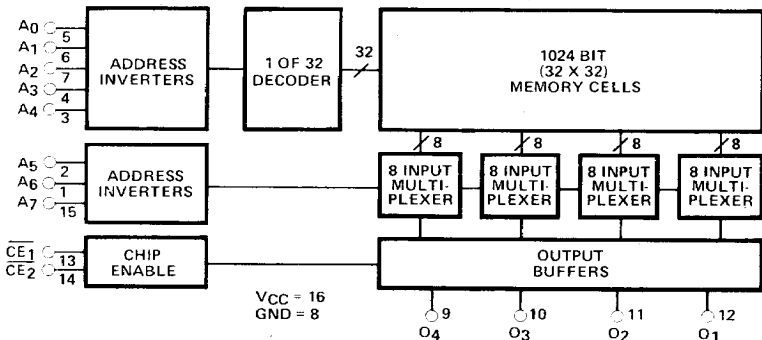 A0 5
A1 6
A2 7
A3 4
A4 3
ADDRESS
INVERTERS
1 OF 32
DECODER
32
1024 BIT
(32 X 32)
MEMORY CELLS
8
8
8
8
A5 2
A6 1
A7 15
ADDRESS
INVERTERS
8 INPUT
MULTI-
PLEXER
8 INPUT
MULTI-
PLEXER
8 INPUT
MULTI-
PLEXER
8 INPUT
MULTI-
PLEXER
CE1 13
CE2 14
CHIP
ENABLE
OUTPUT
BUFFERS
VCC = 16
GND = 8
9
10
11
12
O4
O3
O2
O1